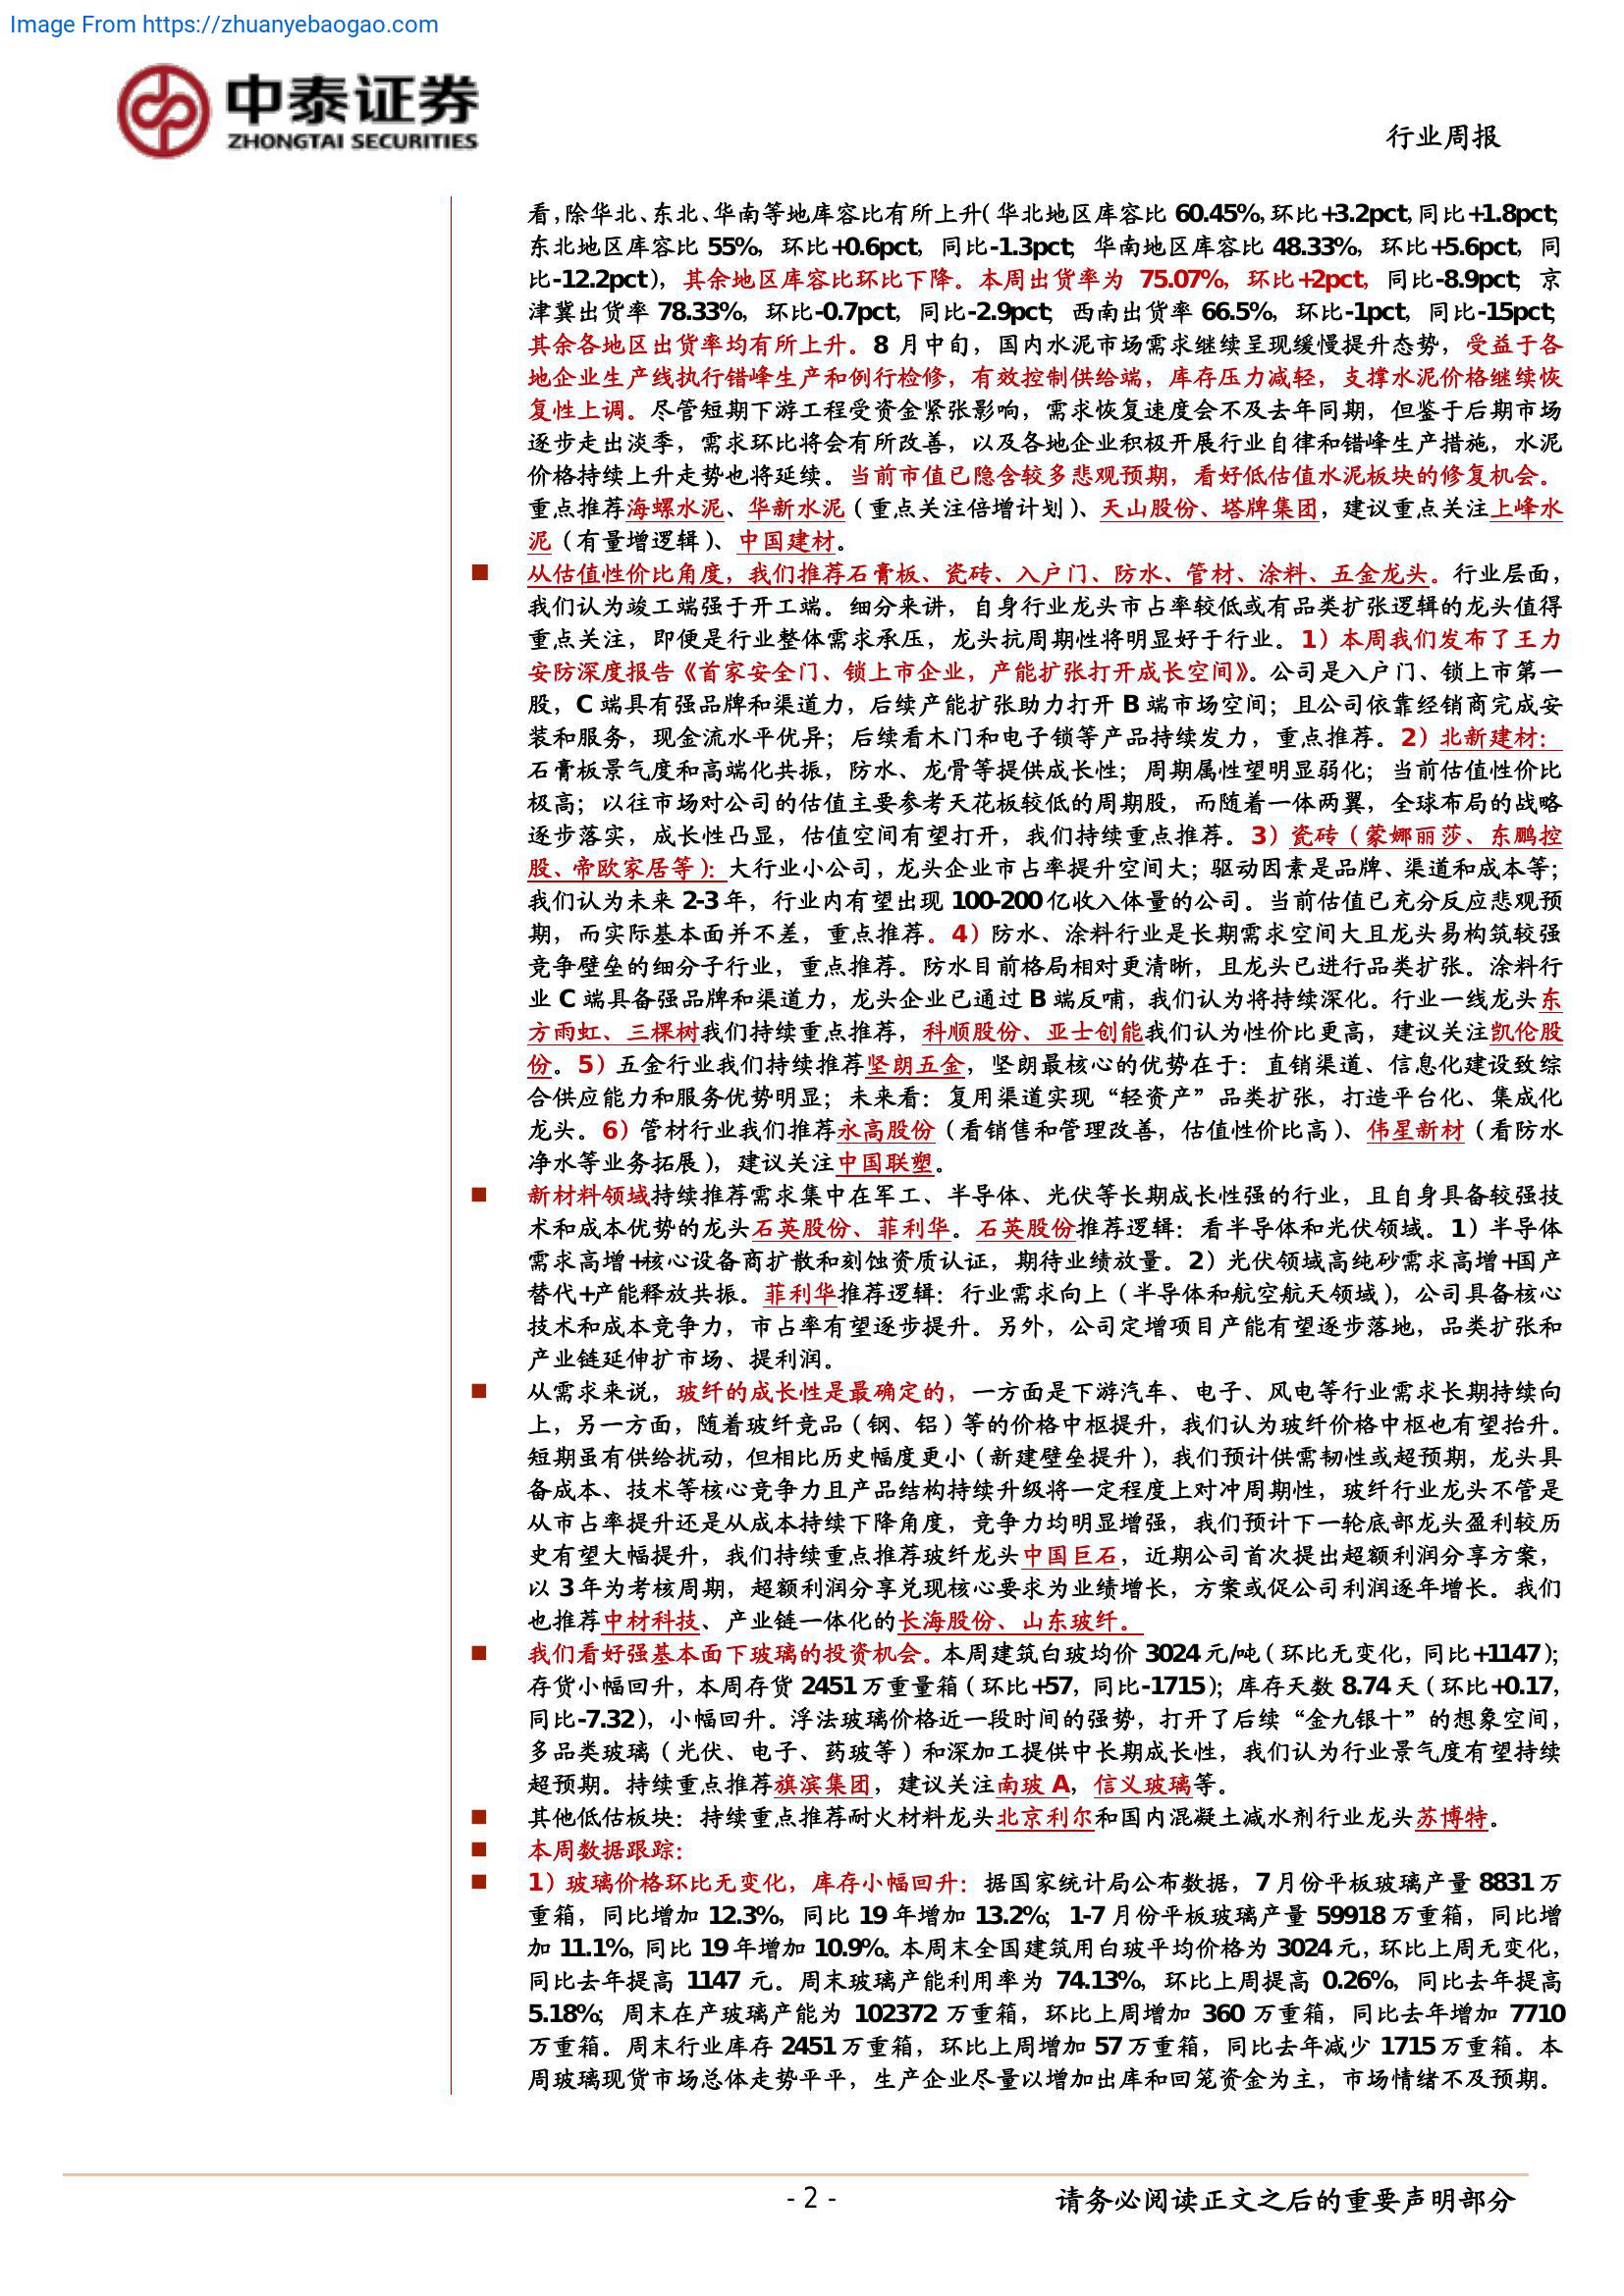 Image From https://zhuanyebaogao.com
中泰证券
ZHONGTAI SECURITIES
行业周报
看，除华北、东北、华南等地库容比有所上升（华北地区库容比 60.45%，环比+3.2pct，同比+1.8pct；
东北地区库容比 55%，环比+0.6pct，同比-1.3pct；华南地区库容比 48.33%，环比+5.6pct，同
比-12.2pct），其余地区库容比环比下降。本周出货率为 75.07%，环比+2pct，同比-8.9pct；京
津冀出货率 78.33%，环比-0.7pct，同比-2.9pct；西南出货率 66.5%，环比-1pct，同比-15pct；
其余各地区出货率均有所上升。8 月中旬，国内水泥市场需求继续呈现缓慢提升态势，受益于各
地企业生产线执行错峰生产和例行检修，有效控制供给端，库存压力减轻，支撑水泥价格继续恢
复性上调。尽管短期下游工程受资金紧张影响，需求恢复速度会不及去年同期，但鉴于后期市场
逐步走出淡季，需求环比将会有所改善，以及各地企业积极开展行业自律和错峰生产措施，水泥
价格持续上升走势也将延续。当前市值已隐含较多悲观预期，看好低估值水泥板块的修复机会。
重点推荐海螺水泥、华新水泥（重点关注倍增计划）、天山股份、塔牌集团，建议重点关注上峰水
泥（有量增逻辑）、中国建材。
■ 从估值性价比角度，我们推荐石膏板、瓷砖、入户门、防水、管材、涂料、五金龙头。行业层面，
我们认为竣工端强于开工端。细分来讲，自身行业龙头市占率较低或有品类扩张逻辑的龙头值得
重点关注，即便是行业整体需求承压，龙头抗周期性将明显好于行业。1）本周我们发布了王力
安防深度报告《首家安全门、锁上市企业，产能扩张打开成长空间》。公司是入户门、锁上市第一
股，C 端具有强品牌和渠道力，后续产能扩张助力打开 B 端市场空间；且公司依靠经销商完成安
装和服务，现金流水平优异；后续看木门和电子锁等产品持续发力，重点推荐。2）北新建材：
石膏板景气度和高端化共振，防水、龙骨等提供成长性；周期属性望明显弱化；当前估值性价比
极高；以往市场对公司的估值主要参考天花板较低的周期股，而随着一体两翼，全球布局的战略
逐步落实，成长性凸显，估值空间有望打开，我们持续重点推荐。3）瓷砖（蒙娜丽莎、东鹏控
股、帝欧家居等）：大行业小公司，龙头企业市占率提升空间大；驱动因素是品牌、渠道和成本等；
我们认为未来 2-3 年，行业内有望出现 100-200 亿收入体量的公司。当前估值已充分反应悲观预
期，而实际基本面并不差，重点推荐。4）防水、涂料行业是长期需求空间大且龙头易构筑较强
竞争壁垒的细分子行业，重点推荐。防水目前格局相对更清晰，且龙头已进行品类扩张。涂料行
业 C 端具备强品牌和渠道力，龙头企业已通过 B 端反哺，我们认为将持续深化。行业一线龙头东
方雨虹、三棵树我们持续重点推荐，科顺股份、亚士创能我们认为性价比更高，建议关注凯伦股
份。5）五金行业我们持续推荐坚朗五金，坚朗最核心的优势在于：直销渠道、信息化建设致综
合供应能力和服务优势明显；未来看：复用渠道实现“轻资产”品类扩张，打造平台化、集成化
龙头。6）管材行业我们推荐永高股份（看销售和管理改善，估值性价比高）、伟星新材（看防水
净水等业务拓展），建议关注中国联塑。
■ 新材料领域持续推荐需求集中在军工、半导体、光伏等长期成长性强的行业，且自身具备较强技
术和成本优势的龙头石英股份、菲利华。石英股份推荐逻辑：看半导体和光伏领域。1）半导体
需求高增+核心设备商扩散和刻蚀资质认证，期待业绩放量。2）光伏领域高纯砂需求高增+国产
替代+产能释放共振。菲利华推荐逻辑：行业需求向上（半导体和航空航天领域），公司具备核心
技术和成本竞争力，市占率有望逐步提升。另外，公司定增项目产能有望逐步落地，品类扩张和
产业链延伸扩市场、提利润。
■ 从需求来说，玻纤的成长性是最确定的，一方面是下游汽车、电子、风电等行业需求长期持续向
上，另一方面，随着玻纤竞品（钢、铝）等的价格中枢提升，我们认为玻纤价格中枢也有望抬升。
短期虽有供给扰动，但相比历史幅度更小（新建壁垒提升），我们预计供需韧性或超预期，龙头具
备成本、技术等核心竞争力且产品结构持续升级将一定程度上对冲周期性，玻纤行业龙头不管是
从市占率提升还是从成本持续下降角度，竞争力均明显增强，我们预计下一轮底部龙头盈利较历
史有望大幅提升，我们持续重点推荐玻纤龙头中国巨石，近期公司首次提出超额利润分享方案，
以 3 年为考核周期，超额利润分享兑现核心要求为业绩增长，方案或促公司利润逐年增长。我们
也推荐中材科技、产业链一体化的长海股份、山东玻纤。
■ 我们看好强基本面下玻璃的投资机会。本周建筑白玻均价 3024 元/吨（环比无变化，同比+1147）；
存货小幅回升，本周存货 2451 万重量箱（环比+57，同比-1715）；库存天数 8.74 天（环比+0.17，
同比-7.32），小幅回升。浮法玻璃价格近一段时间的强势，打开了后续“金九银十”的想象空间，
多品类玻璃（光伏、电子、药玻等）和深加工提供中长期成长性，我们认为行业景气度有望持续
超预期。持续重点推荐旗滨集团，建议关注南玻 A，信义玻璃等。
■ 其他低估板块：持续重点推荐耐火材料龙头北京利尔和国内混凝土减水剂行业龙头苏博特。
■ 本周数据跟踪：
■ 1）玻璃价格环比无变化，库存小幅回升：据国家统计局公布数据，7 月份平板玻璃产量 8831 万
重箱，同比增加 12.3%，同比 19 年增加 13.2%；1-7 月份平板玻璃产量 59918 万重箱，同比增
加 11.1%，同比 19 年增加 10.9%。本周末全国建筑用白玻平均价格为 3024 元，环比上周无变化，
同比去年提高 1147 元。周末玻璃产能利用率为 74.13%，环比上周提高 0.26%，同比去年提高
5.18%；周末在产玻璃产能为 102372 万重箱，环比上周增加 360 万重箱，同比去年增加 7710
万重箱。周末行业库存 2451 万重箱，环比上周增加 57 万重箱，同比去年减少 1715 万重箱。本
周玻璃现货市场总体走势平平，生产企业尽量以增加出库和回笼资金为主，市场情绪不及预期。
- 2 -
请务必阅读正文之后的重要声明部分